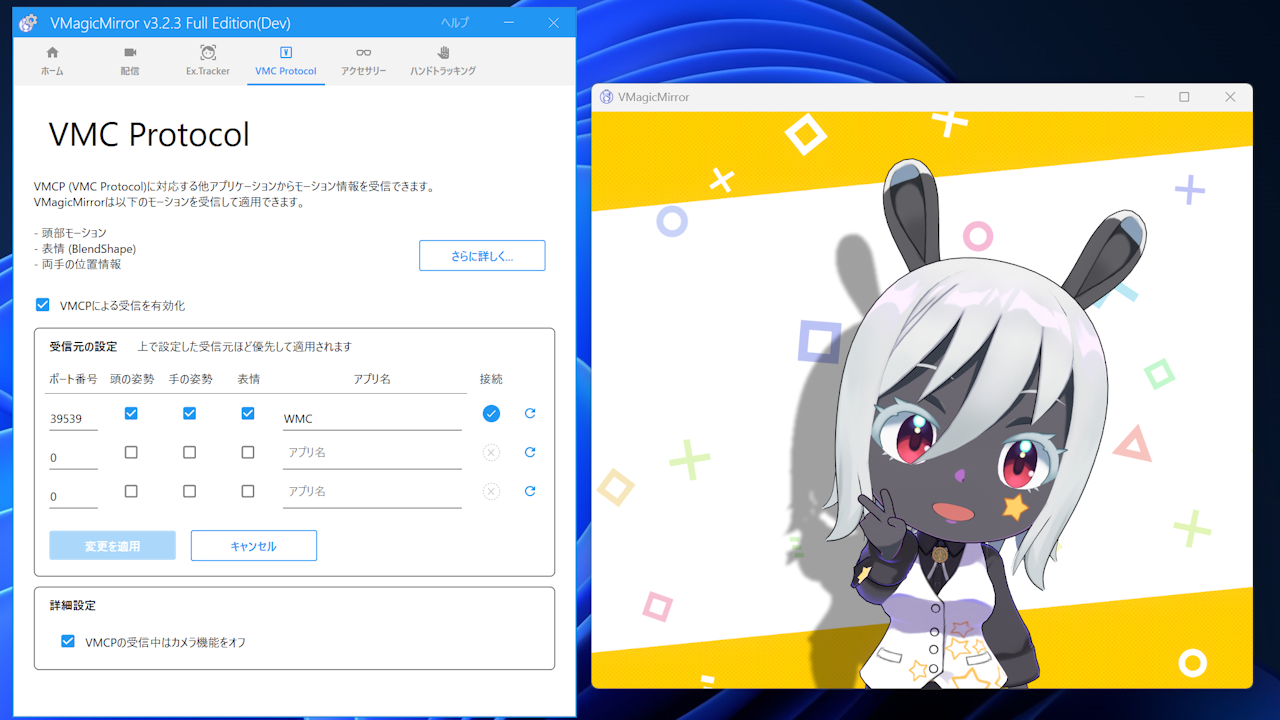 VMagicMirror v3.2.3 Full Edition(Dev)
ヘルプ
ホーム
配信
Ex.Tracker
VMC Protocol
アクセサリー
ハンドトラッキング
VMC Protocol
VMCP (VMC Protocol)に対応する他アプリケーションからモーション情報を受信できます。
VMagicMirrorは以下のモーションを受信して適用できます。
- 頭部モーション
- 表情 (BlendShape)
- 両手の位置情報
さらに詳しく...
VMCPによる受信を有効化
受信元の設定 上で設定した受信元ほど優先して適用されます
ポート番号 頭の姿勢 手の姿勢 表情 アプリ名 接続
39539 WMC
0 アプリ名
0 アプリ名
変更を適用 キャンセル
詳細設定
VMCPの受信中はカメラ機能をオフ
VMagicMirror